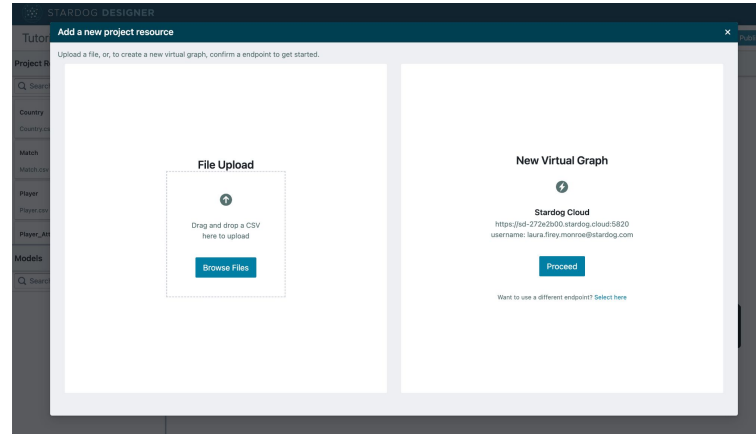 STARDOG DESIGNER
Tutor
Publi
Add a new project resource
×
Upload a file, or, to create a new virtual graph, confirm a endpoint to get started.
Project R
Search
Country
Country.cs
Match
Match.csv
Player
Player.csv
Player_Att
Models
Search
File Upload
Drag and drop a CSV
here to upload
Browse Files
New Virtual Graph
Stardog Cloud
https://sd-272e2b00.stardog.cloud:5820
username: laura.firey.monroe@stardog.com
Proceed
Want to use a different endpoint? Select here